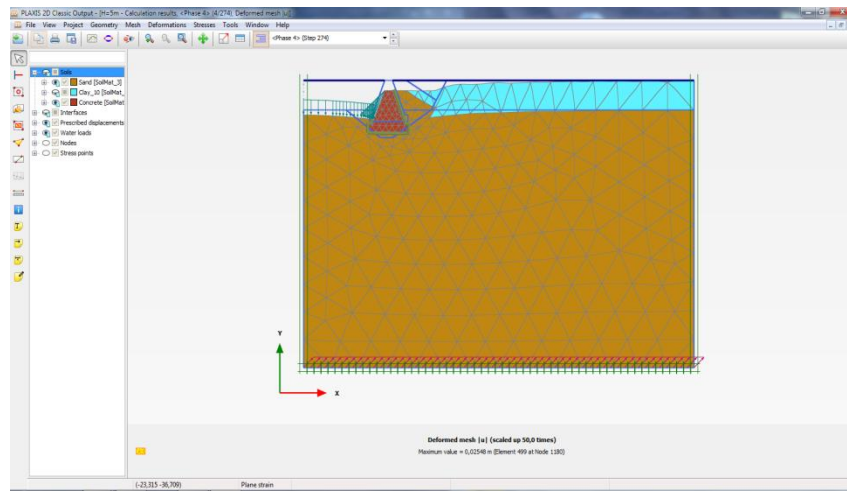 PLAXIS 2D Classic Output - [H=5m - Calculation results, <Phase 4> (4/274), Deformed mesh |u|]
File View Project Geometry Mesh Deformations Stresses Tools Window Help
<Phase 4> (Step 274)
Soils
Sand [SolMat_3]
Clay_10 [SolMat_
Concrete [SolMat
Interfaces
Prescribed displacements
Water loads
Nodes
Stress points
Y
X
Deformed mesh |u| (scaled up 50,0 times)
Maximum value = 0,02548 m (Element 499 at Node 1180)
(-23,315 -36,709) Plane strain